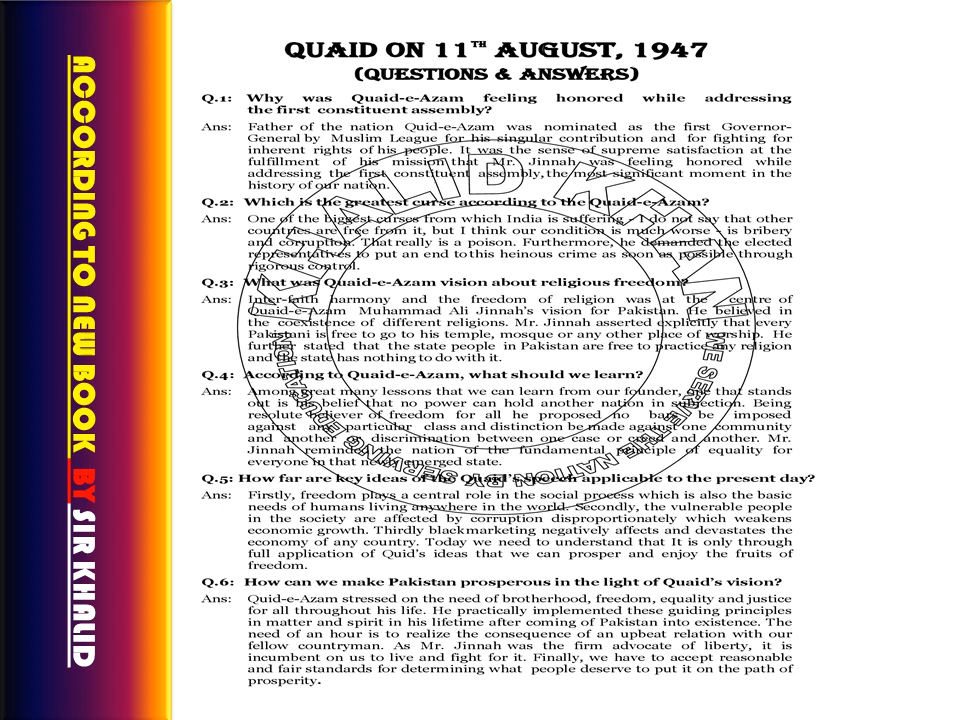 ACCORDING TO NEW BOOK BY SIR KHALID
QUAID ON 11TH AUGUST, 1947
(QUESTIONS & ANSWERS)
Q.1: Why was Quaid-e-Azam feeling honored while addressing
the first constituent assembly?
Ans: Father of the nation Quid-e-Azam was nominated as the first Governor-
General by Muslim League for his singular contribution and for fighting for
inherent rights of his people. It was the sense of supreme satisfaction at the
fulfillment of his mission that Mr. Jinnah was feeling honored while
addressing the first constituent assembly, the most significant moment in the
history of our nation.
Q.2: Which is the greatest curse according to the Quaid-e-Azam?
Ans: One of the biggest curses from which India is suffering - I do not say that other
countries are free from it, but I think our condition is much worse - is bribery
and corruption. That really is a poison. Furthermore, he demanded the elected
representatives to put an end to this heinous crime as soon as possible through
rigorous control.
Q.3: What was Quaid-e-Azam vision about religious freedom?
Ans: Inter-faith harmony and the freedom of religion was at the centre of
Quaid-e-Azam Muhammad Ali Jinnah's vision for Pakistan. He believed in
the coexistence of different religions. Mr. Jinnah asserted explicitly that every
Pakistani is free to go to his temple, mosque or any other place of worship. He
further stated that the state people in Pakistan are free to practice any religion
and the state has nothing to do with it.
Q.4: According to Quaid-e-Azam, what should we learn?
Ans: Among great many lessons that we can learn from our founder, one that stands
out is his belief that no power can hold another nation in subjection. Being
resolute believer of freedom for all he proposed no bars be imposed
against any particular class and distinction be made against one community
and another no discrimination between one case or creed and another. Mr.
Jinnah reminded the nation of the fundamental principle of equality for
everyone in that newly emerged state.
Q.5: How far are key ideas of the Quaid's speech applicable to the present day?
Ans: Firstly, freedom plays a central role in the social process which is also the basic
needs of humans living anywhere in the world. Secondly, the vulnerable people
in the society are affected by corruption disproportionately which weakens
economic growth. Thirdly blackmarketing negatively affects and devastates the
economy of any country. Today we need to understand that It is only through
full application of Quid's ideas that we can prosper and enjoy the fruits of
freedom.
Q.6: How can we make Pakistan prosperous in the light of Quaid's vision?
Ans: Quid-e-Azam stressed on the need of brotherhood, freedom, equality and justice
for all throughout his life. He practically implemented these guiding principles
in matter and spirit in his lifetime after coming of Pakistan into existence. The
need of an hour is to realize the consequence of an upbeat relation with our
fellow countryman. As Mr. Jinnah was the firm advocate of liberty, it is
incumbent on us to live and fight for it. Finally, we have to accept reasonable
and fair standards for determining what people deserve to put it on the path of
prosperity.
WE SERVE THE NATION BY SERVING EDUCATION